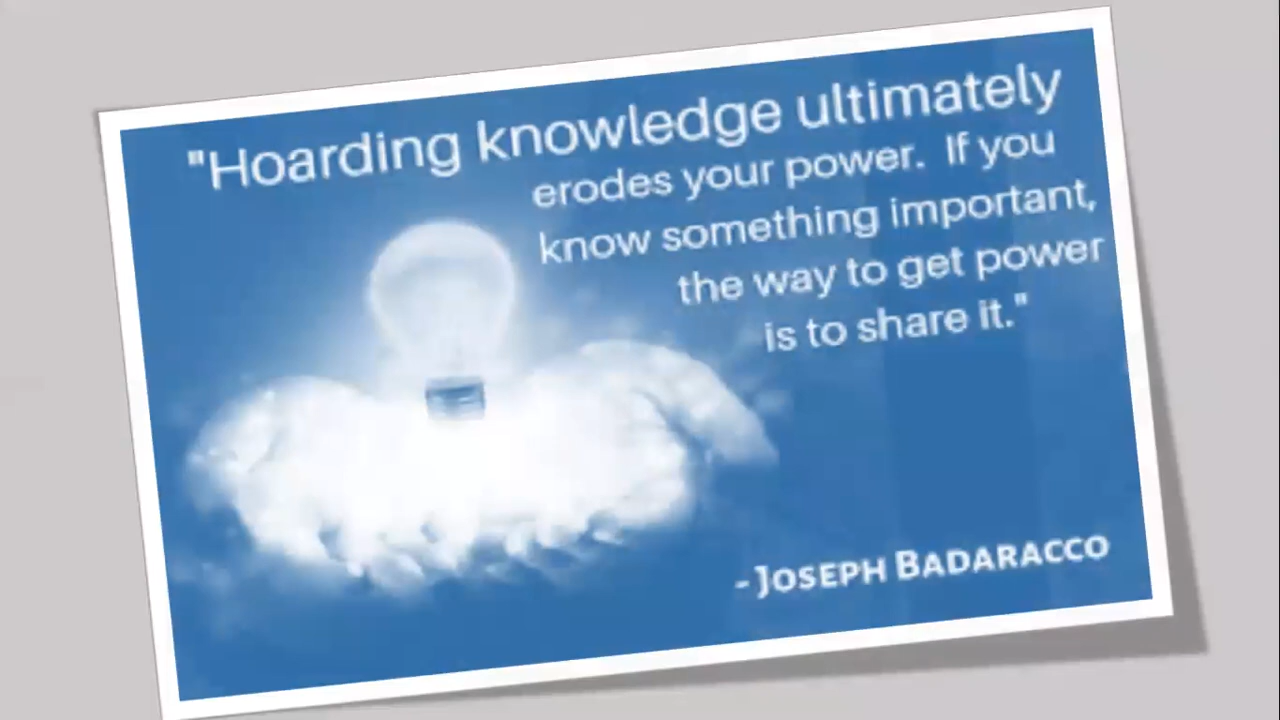 "Hoarding knowledge ultimately
erodes your power.  If you
know something important,
the way to get power
is to share it."
- JOSEPH BADARACCO